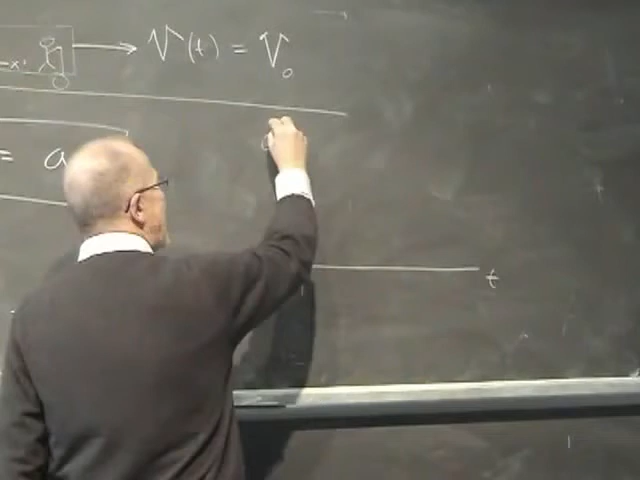 x' → V(t) = V₀
= a
t